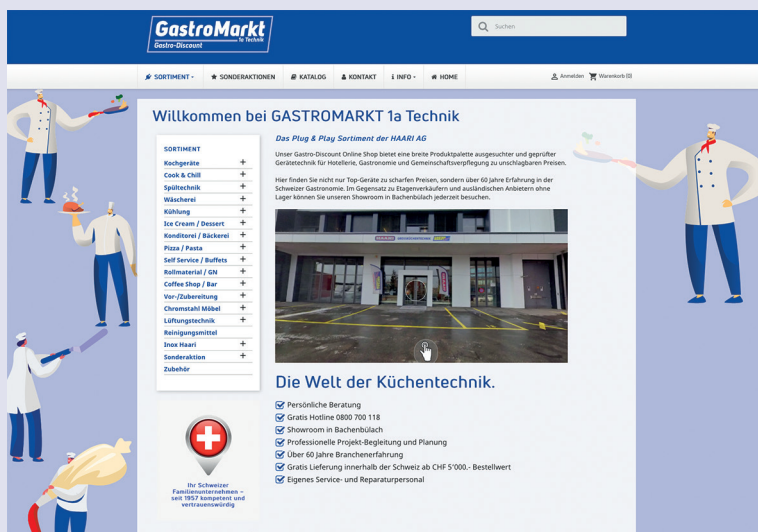 GastroMarkt
1a Technik
Gastro-Discount
Suchen
SORTIMENT
SONDERAKTIONEN
KATALOG
KONTAKT
INFO
HOME
Anmelden
Warenkorb (0)
Willkommen bei GASTROMARKT 1a Technik
SORTIMENT
Kochgeräte +
Cook & Chill +
Spültechnik +
Wäscherei +
Kühlung +
Ice Cream / Dessert +
Konditorei / Bäckerei +
Pizza / Pasta +
Self Service / Buffets +
Rollmaterial / GN +
Coffee Shop / Bar +
Vor-/Zubereitung +
Chromstahl Möbel +
Lüftungstechnik +
Reinigungsmittel
Inox Haari +
Sonderaktion +
Zubehör
Ihr Schweizer
Familienunternehmen –
seit 1957 kompetent und
vertrauenswürdig
Das Plug & Play Sortiment der HAARI AG
Unser Gastro-Discount Online Shop bietet eine breite Produktpalette ausgesuchter und geprüfter
Gerätetechnik für Hotellerie, Gastronomie und Gemeinschaftsverpflegung zu unschlagbaren Preisen.
Hier finden Sie nicht nur Top-Geräte zu scharfen Preisen, sondern über 60 Jahre Erfahrung in der
Schweizer Gastronomie. Im Gegensatz zu Etagenverkäufern und ausländischen Anbietern ohne
Lager können Sie unseren Showroom in Bachenbülach jederzeit besuchen.
Die Welt der Küchentechnik.
Persönliche Beratung
Gratis Hotline 0800 700 118
Showroom in Bachenbülach
Professionelle Projekt-Begleitung und Planung
Über 60 Jahre Branchenerfahrung
Gratis Lieferung innerhalb der Schweiz ab CHF 5'000.- Bestellwert
Eigenes Service- und Reparaturpersonal